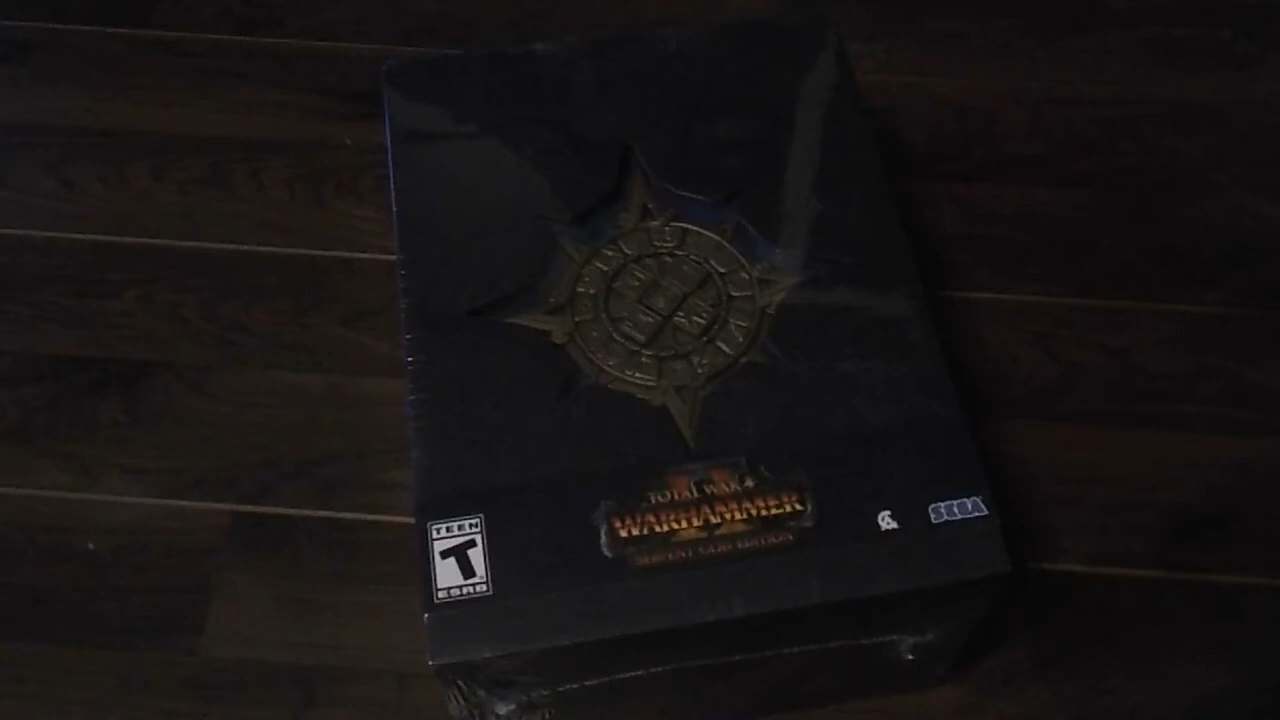 TOTAL WAR
WARHAMMER
II
SERPENT GOD EDITION
TEEN
T
ESRB
SEGA